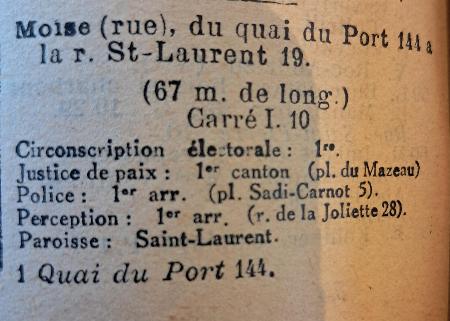 Moïse (rue), du quai du Port 144 a
la r. St-Laurent 19.
(67 m. de long.)
Carré I. 10
Circonscription électorale : 1re.
Justice de paix : 1er canton (pl. du Mazeau)
Police : 1er arr. (pl. Sadi-Carnot 5).
Perception : 1er arr. (r. de la Joliette 28).
Paroisse : Saint-Laurent.
1 Quai du Port 144.